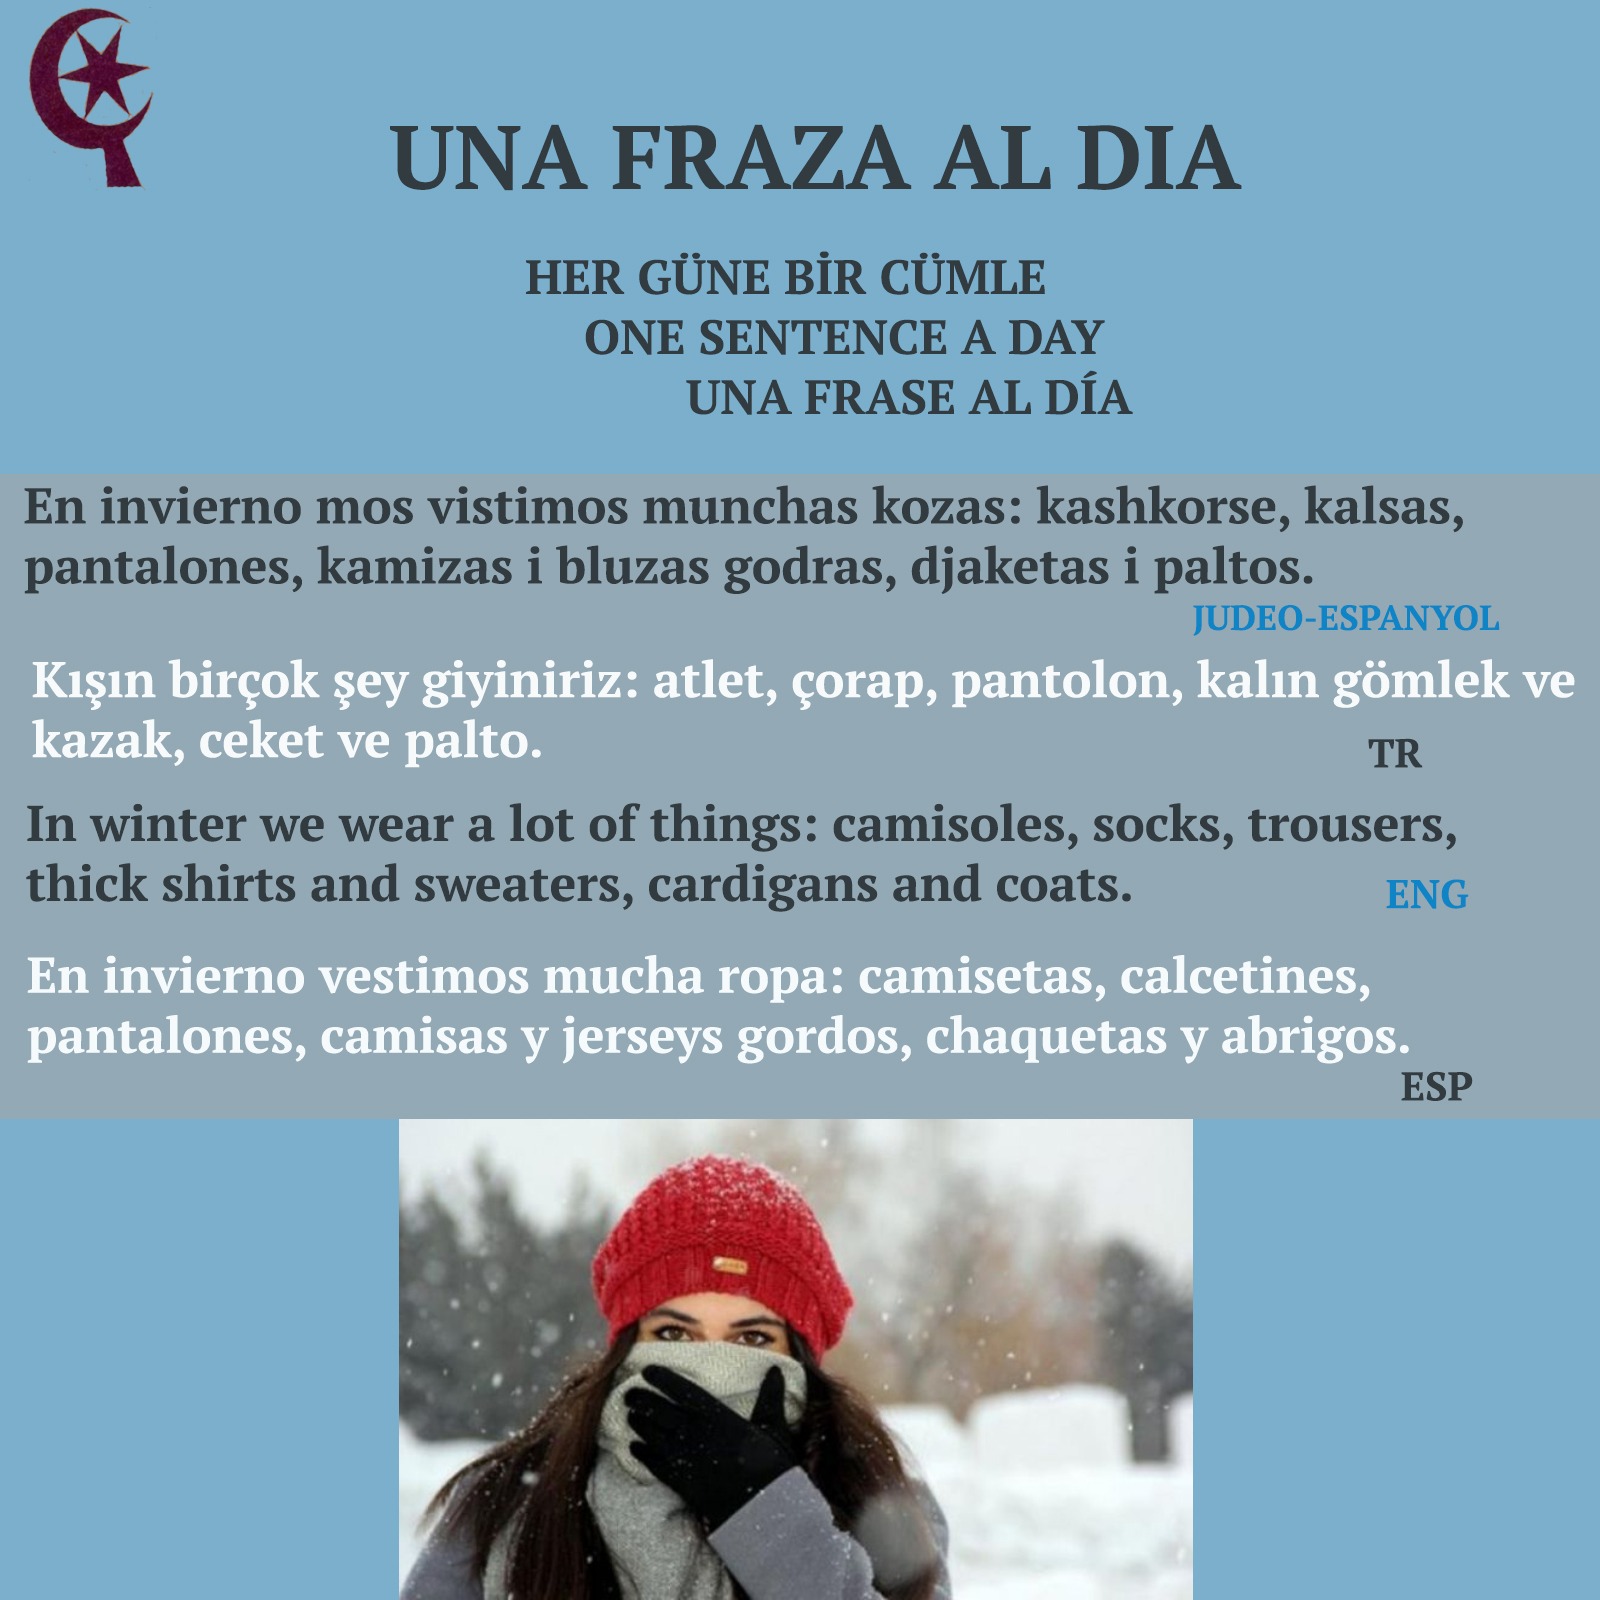 UNA FRAZA AL DIA
HER GÜNE BİR CÜMLE
ONE SENTENCE A DAY
UNA FRASE AL DÍA
En invierno mos vistimos munchas kozas: kashkorse, kalsas,
pantalones, kamizas i bluzas godras, djaketas i paltos.
JUDEO-ESPANYOL
Kışın birçok şey giyiniriz: atlet, çorap, pantolon, kalın gömlek ve
kazak, ceket ve palto.
TR
In winter we wear a lot of things: camisoles, socks, trousers,
thick shirts and sweaters, cardigans and coats.
ENG
En invierno vestimos mucha ropa: camisetas, calcetines,
pantalones, camisas y jerseys gordos, chaquetas y abrigos.
ESP